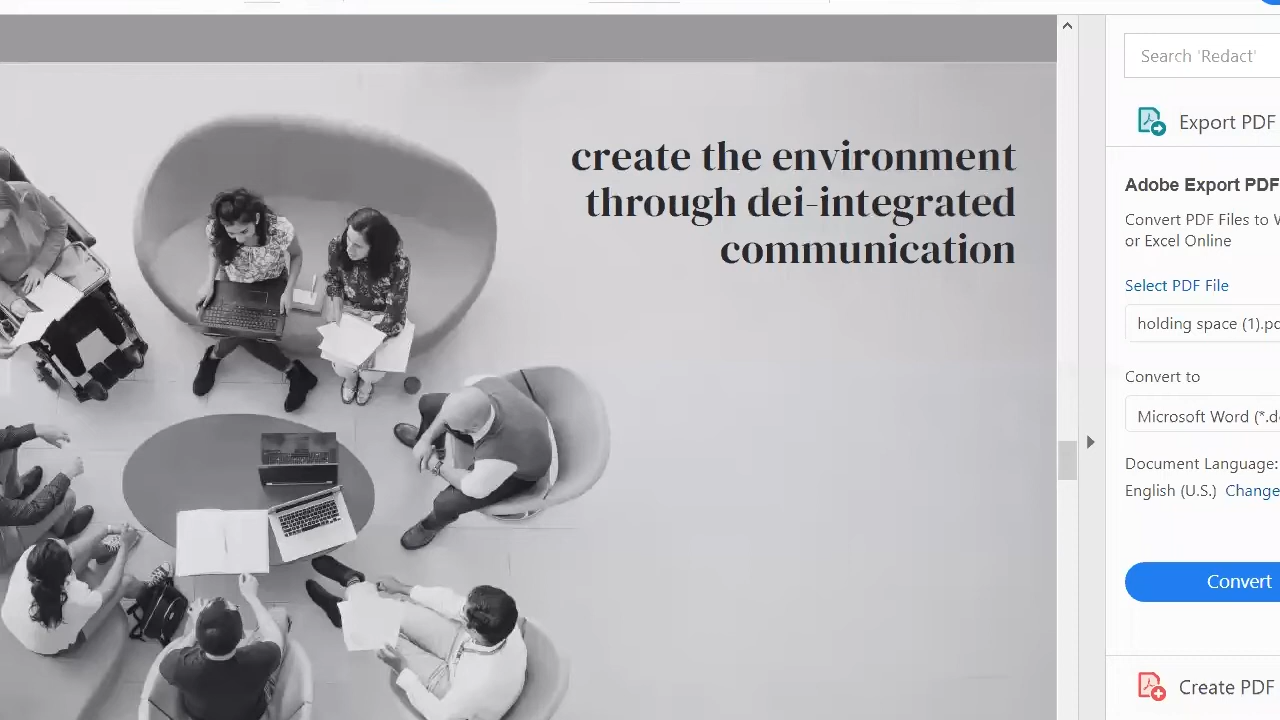 create the environment
through dei-integrated
communication
Search 'Redact'
Export PDF
Adobe Export PDF
Convert PDF Files to
or Excel Online
Select PDF File
holding space (1).pd
Convert to
Microsoft Word (*.d
Document Language:
English (U.S.) Change
Convert
Create PDF